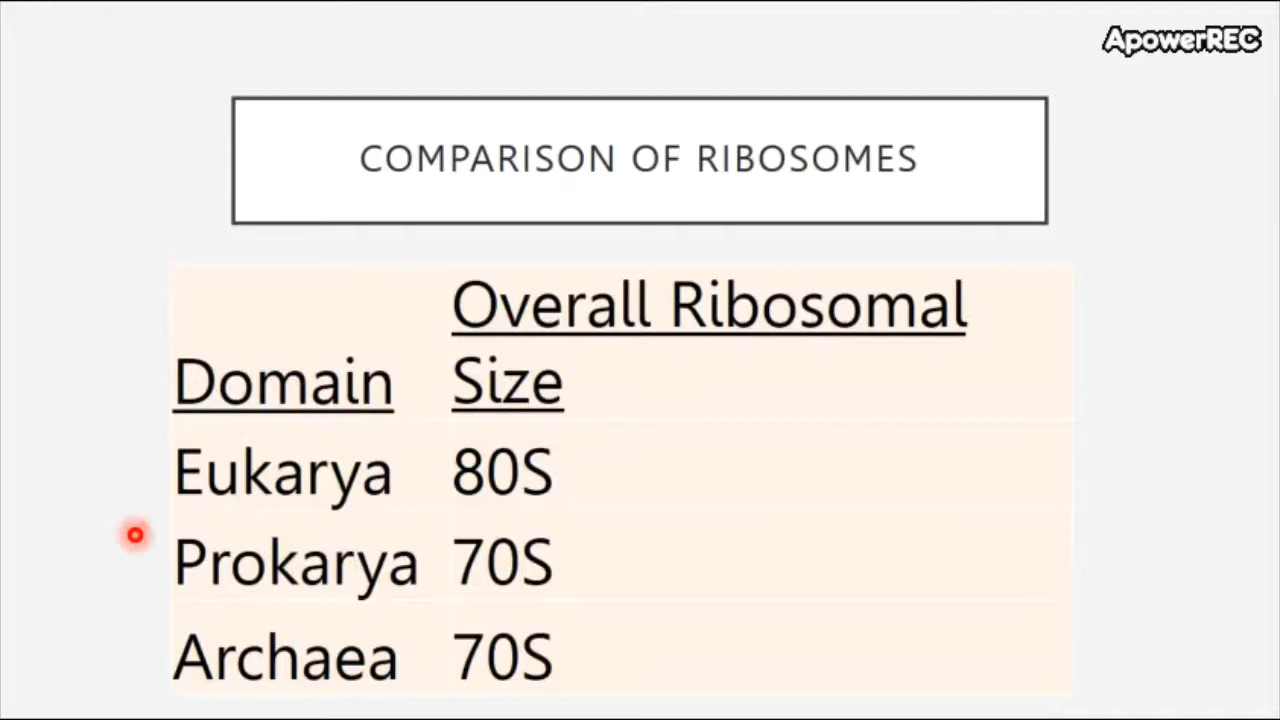 ApowerREC
COMPARISON OF RIBOSOMES
Overall Ribosomal
Domain Size
Eukarya 80S
Prokarya 70S
Archaea 70S